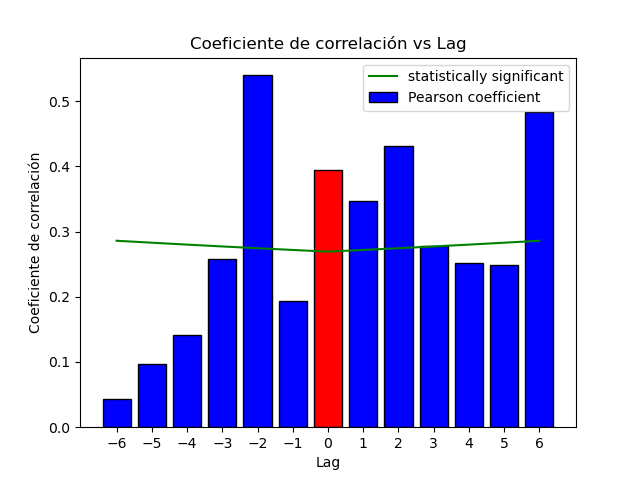 Coeficiente de correlación vs Lag
statistically significant
Pearson coefficient
Coeficiente de correlación
0.5
0.4
0.3
0.2
0.1
0.0
−6 −5 −4 −3 −2 −1 0 1 2 3 4 5 6
Lag